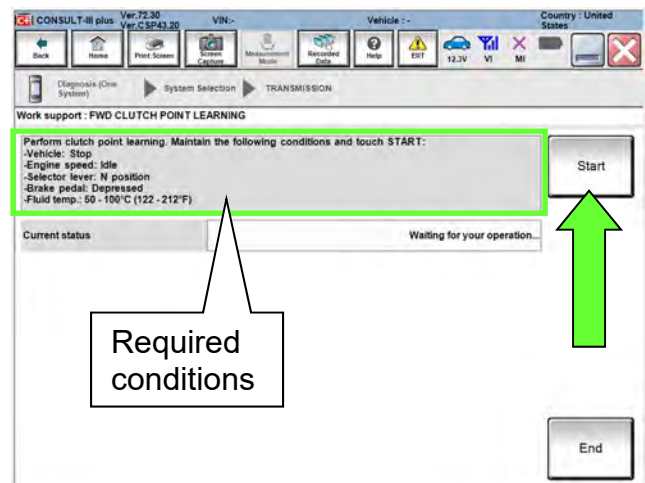 CONSULT-III plus Ver.72.30 Ver.CSP43.20 VIN:- Vehicle : - Country : United States
Back Home Print Screen Screen Capture Measurement Mode Recorded Data Help ERT 12.3V VI MI
Diagnosis (One System) System Selection TRANSMISSION
Work support : FWD CLUTCH POINT LEARNING
Perform clutch point learning. Maintain the following conditions and touch START:
-Vehicle: Stop
-Engine speed: Idle
-Selector lever: N position
-Brake pedal: Depressed
-Fluid temp.: 50 - 100°C (122 - 212°F)
Start
Current status Waiting for your operation...
Required
conditions
End